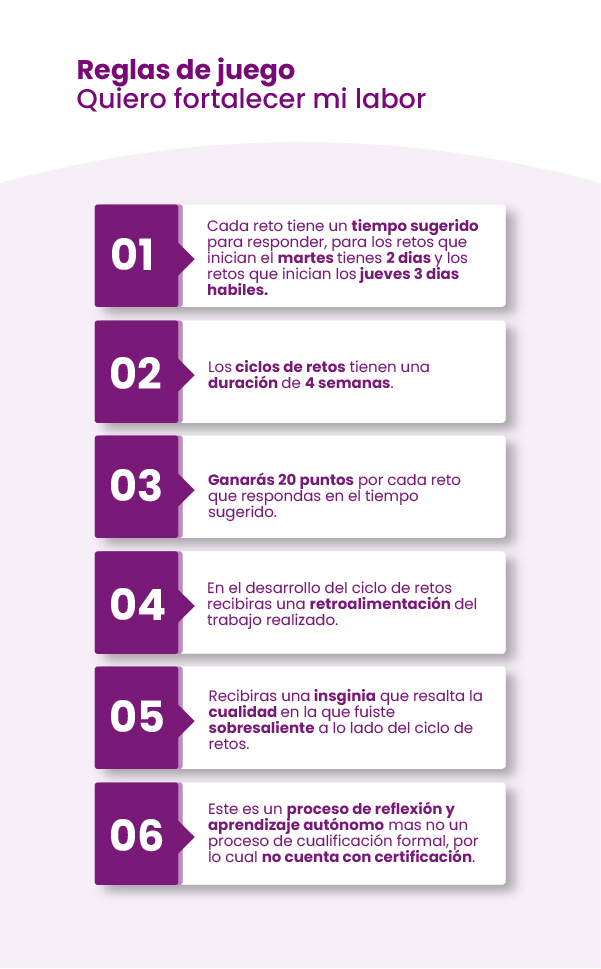 Reglas de juego
Quiero fortalecer mi labor
01
Cada reto tiene un tiempo sugerido
para responder, para los retos que
inician el martes tienes 2 dias y los
retos que inician los jueves 3 dias
habiles.
02
Los ciclos de retos tienen una
duración de 4 semanas.
03
Ganarás 20 puntos por cada reto
que respondas en el tiempo
sugerido.
04
En el desarrollo del ciclo de retos
recibiras una retroalimentación del
trabajo realizado.
05
Recibiras una insginia que resalta la
cualidad en la que fuiste
sobresaliente a lo lado del ciclo de
retos.
06
Este es un proceso de reflexión y
aprendizaje autónomo mas no un
proceso de cualificación formal, por
lo cual no cuenta con certificación.